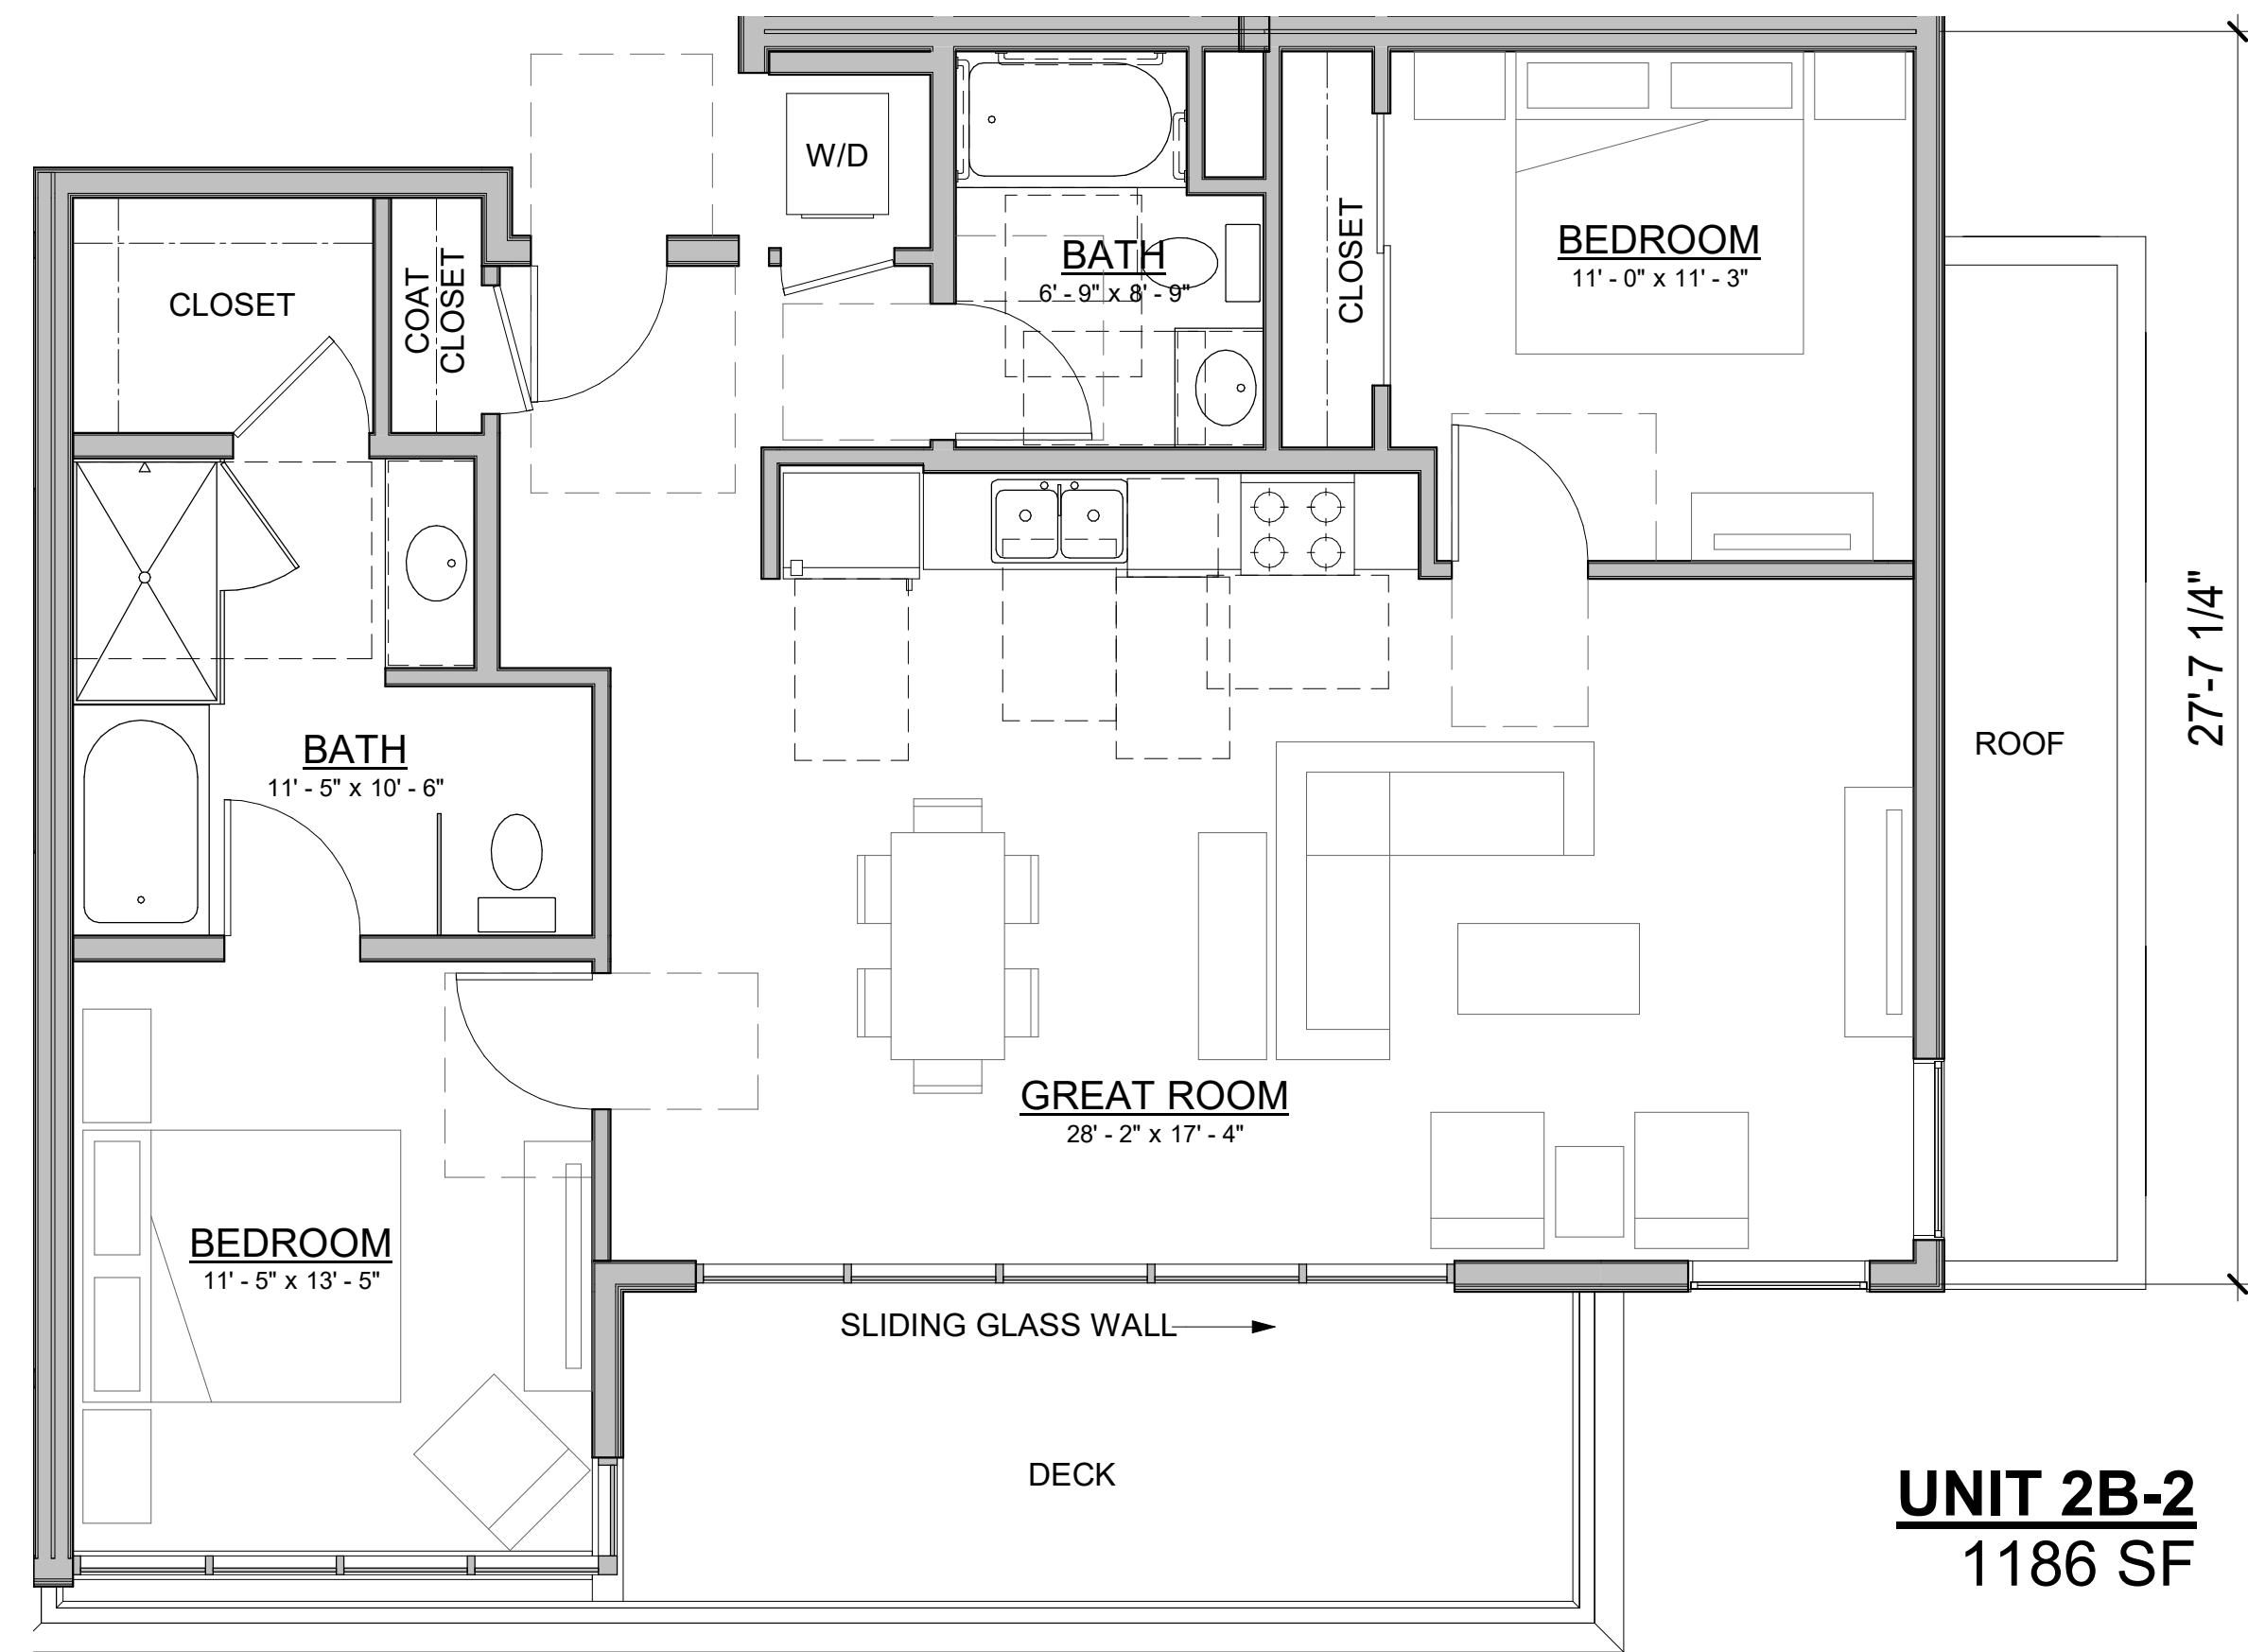 W/D
CLOSET
COAT
CLOSET
BATH
6' - 9" x 8' - 9"
CLOSET
BEDROOM
11' - 0" x 11' - 3"
27'-7 1/4"
ROOF
BATH
11' - 5" x 10' - 6"
GREAT ROOM
28' - 2" x 17' - 4"
BEDROOM
11' - 5" x 13' - 5"
SLIDING GLASS WALL
DECK
UNIT 2B-2
1186 SF